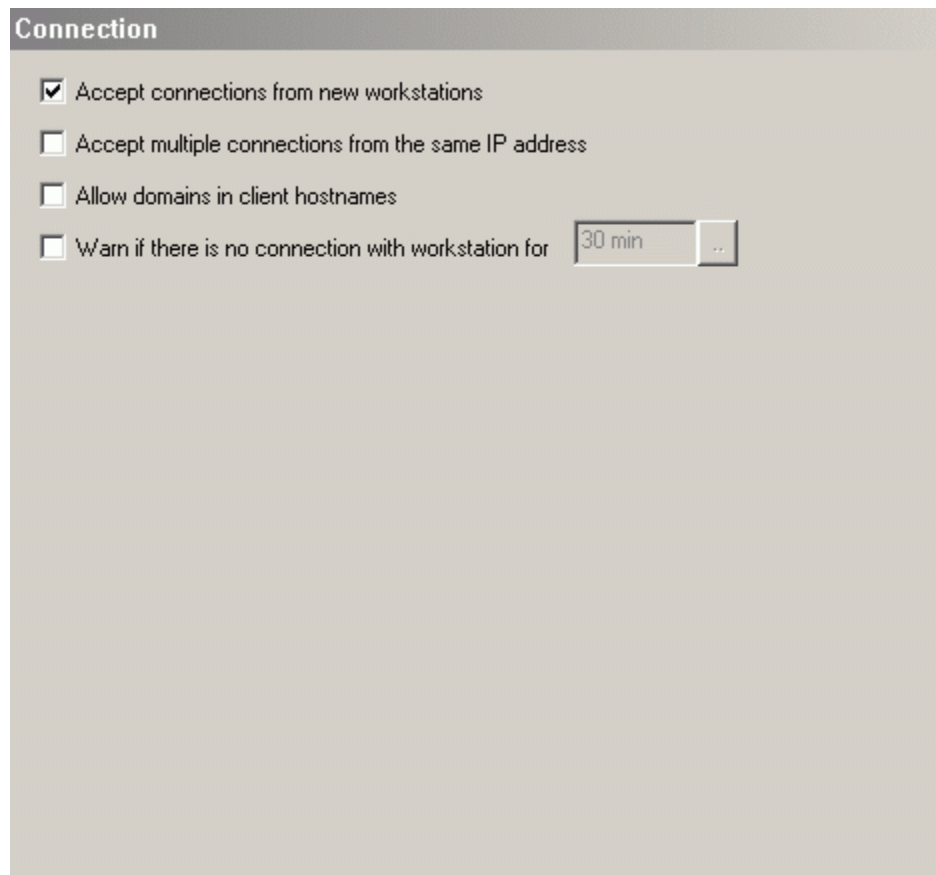 Connection
Accept connections from new workstations
Accept multiple connections from the same IP address
Allow domains in client hostnames
Warn if there is no connection with workstation for 30 min ..